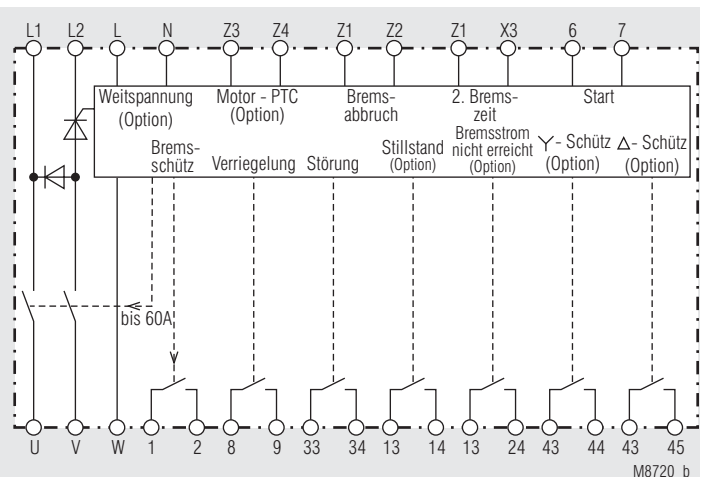 L1 L2 L N Z3 Z4 Z1 Z2 Z1 X3 6 7
Weitspannung
(Option)
Motor - PTC
(Option)
Brems-
abbruch
2. Brems-
zeit
Start
Brems-
schütz
Verriegelung
Störung
Stillstand
(Option)
Bremsstrom
nicht erreicht
(Option)
Y - Schütz
(Option)
Δ - Schütz
(Option)
bis 60A
U V W 1 2 8 9 33 34 13 14 13 24 43 44 43 45
M8720_b